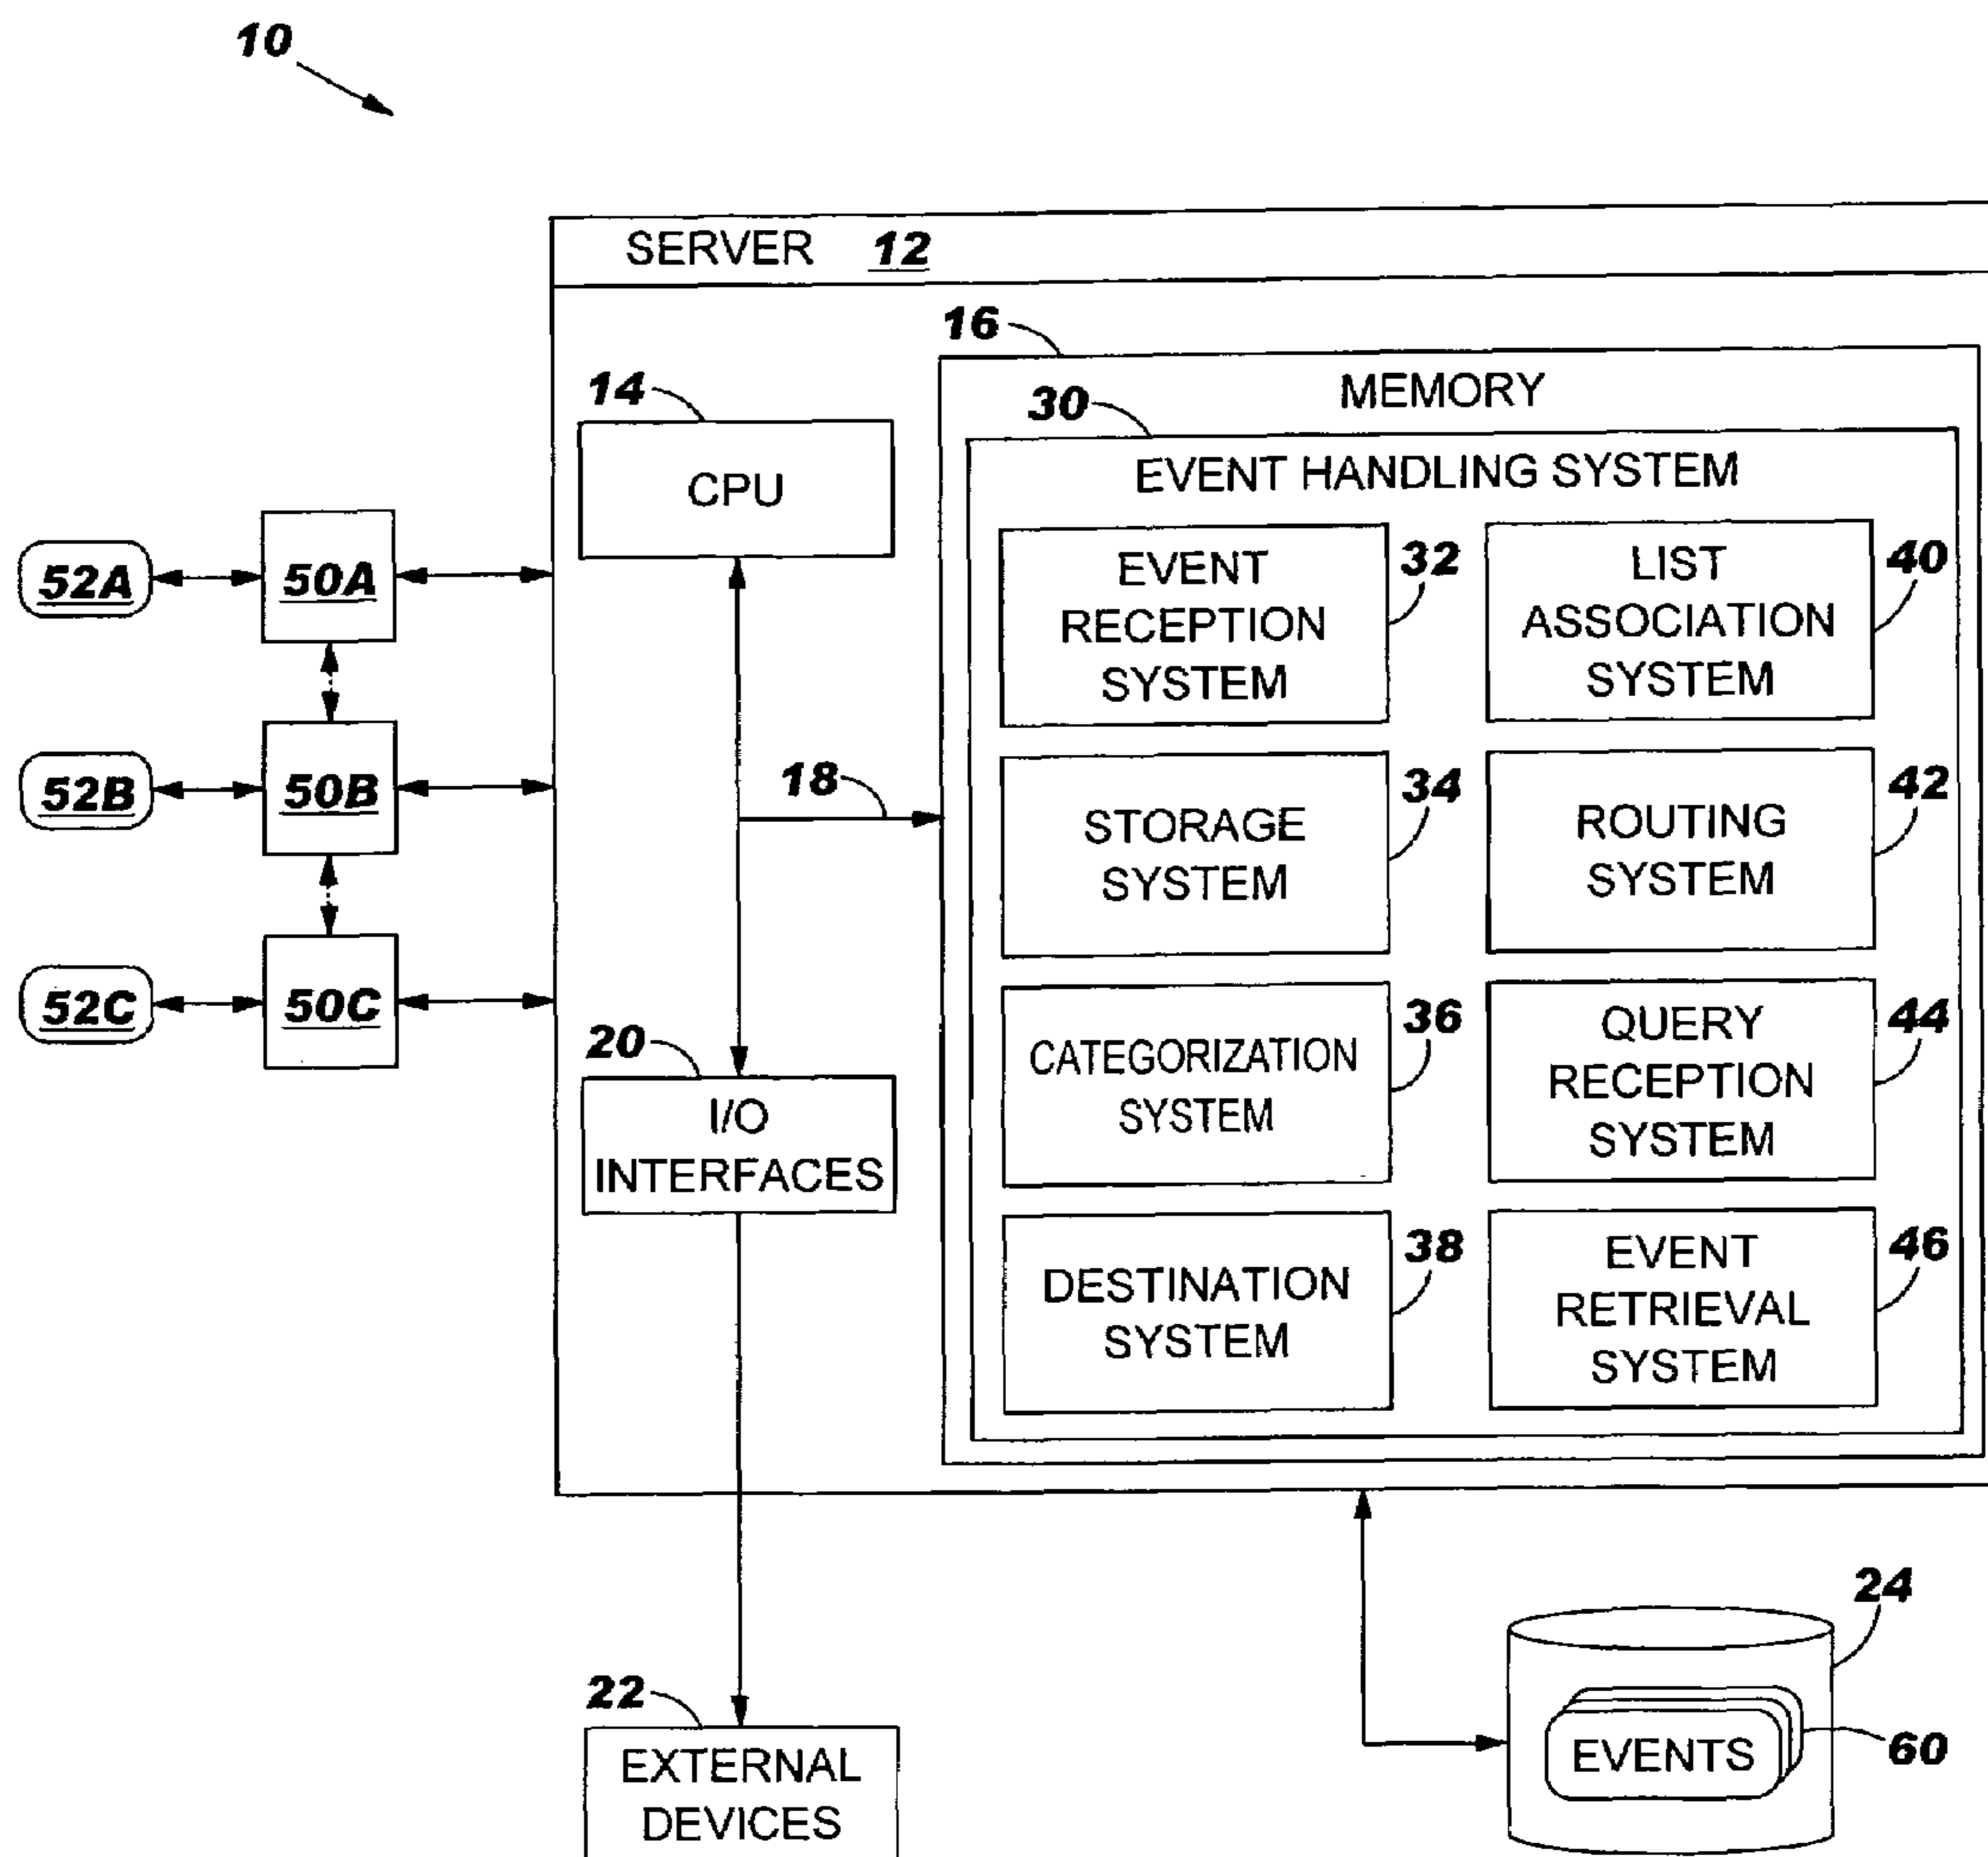 10
SERVER 12
16
MEMORY
14
CPU
30
EVENT HANDLING SYSTEM
EVENT
RECEPTION
SYSTEM
32
LIST
ASSOCIATION
SYSTEM
40
52A
50A
52B
50B
52C
50C
18
STORAGE
SYSTEM
34
ROUTING
SYSTEM
42
CATEGORIZATION
SYSTEM
36
QUERY
RECEPTION
SYSTEM
44
20
I/O
INTERFACES
DESTINATION
SYSTEM
38
EVENT
RETRIEVAL
SYSTEM
46
22
EXTERNAL
DEVICES
24
EVENTS
60